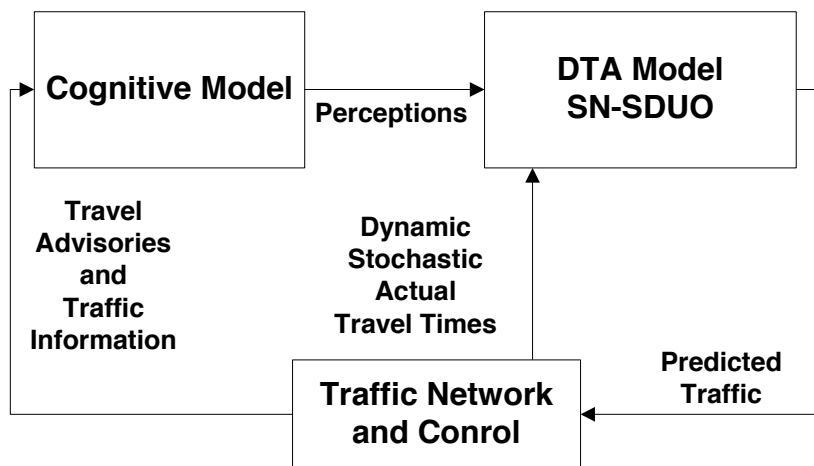 Cognitive Model
Perceptions
DTA Model
SN-SDUO
Travel
Advisories
and
Traffic
Information
Dynamic
Stochastic
Actual
Travel Times
Predicted
Traffic
Traffic Network
and Conrol